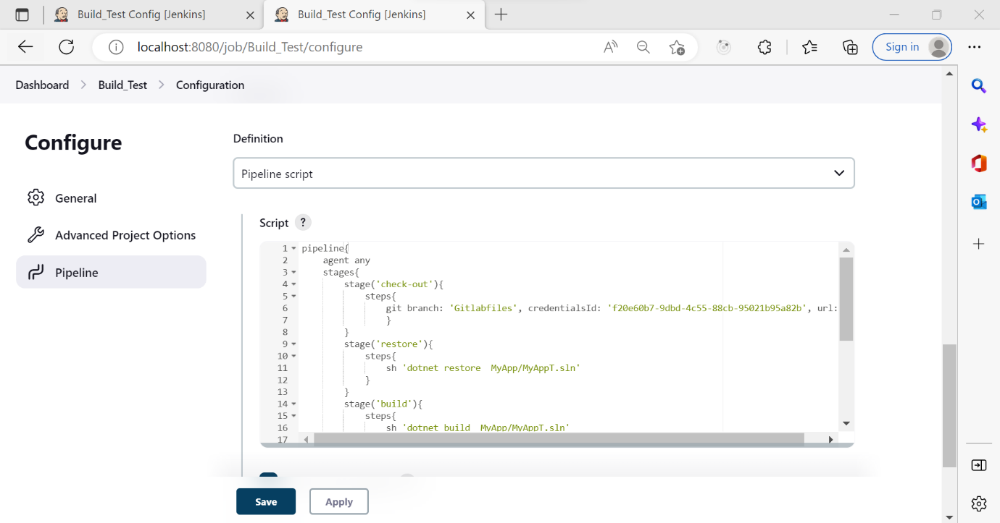 Build_Test Config [Jenkins]
Build_Test Config [Jenkins]
localhost:8080/job/Build_Test/configure
Sign in
Dashboard > Build_Test > Configuration
Configure
General
Advanced Project Options
Pipeline
Definition
Pipeline script
Script ?
1 pipeline{
2 agent any
3 stages{
4 stage('check-out'){
5 steps{
6 git branch: 'Gitlabfiles', credentialsId: 'f20e60b7-9dbd-4c55-88cb-95021b95a82b', url:
7 }
8 }
9 stage('restore'){
10 steps{
11 sh 'dotnet restore  MyApp/MyAppT.sln'
12 }
13 }
14 stage('build'){
15 steps{
16 sh 'dotnet build  MyApp/MyAppT.sln'
17
Save
Apply